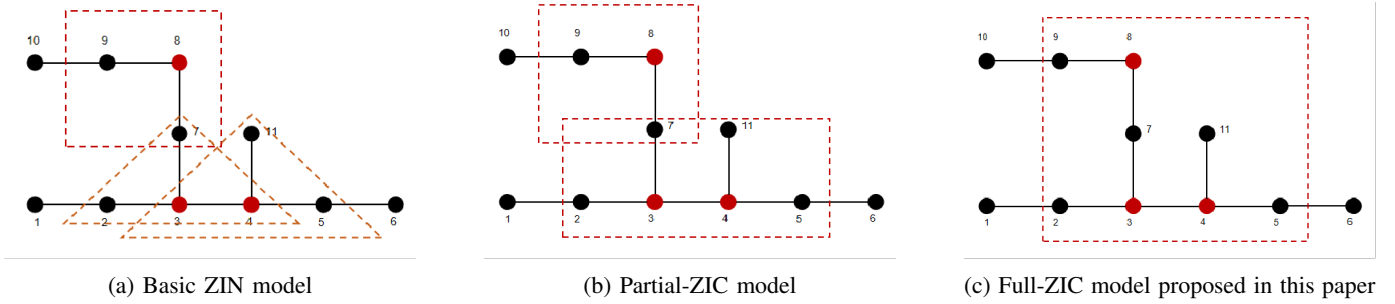 10 9 8
7 11
1 2 3 4 5 6
(a) Basic ZIN model
10 9 8
7 11
1 2 3 4 5 6
(b) Partial-ZIC model
10 9 8
7 11
1 2 3 4 5 6
(c) Full-ZIC model proposed in this paper